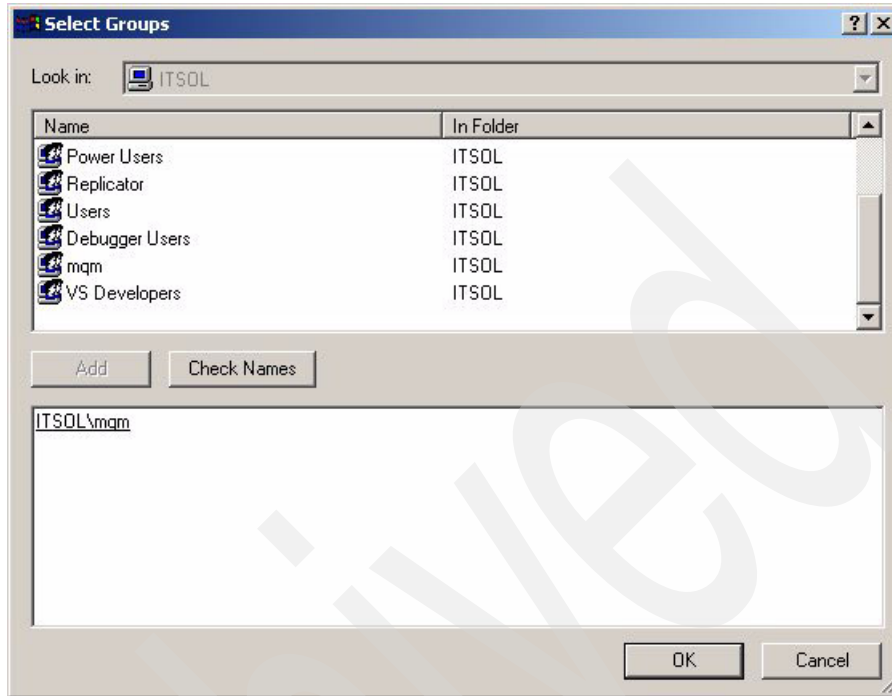 Select Groups
Look in: ITSOL
Name In Folder
Power Users ITSOL
Replicator ITSOL
Users ITSOL
Debugger Users ITSOL
mqm ITSOL
VS Developers ITSOL
Add Check Names
ITSOL\mqm
OK Cancel